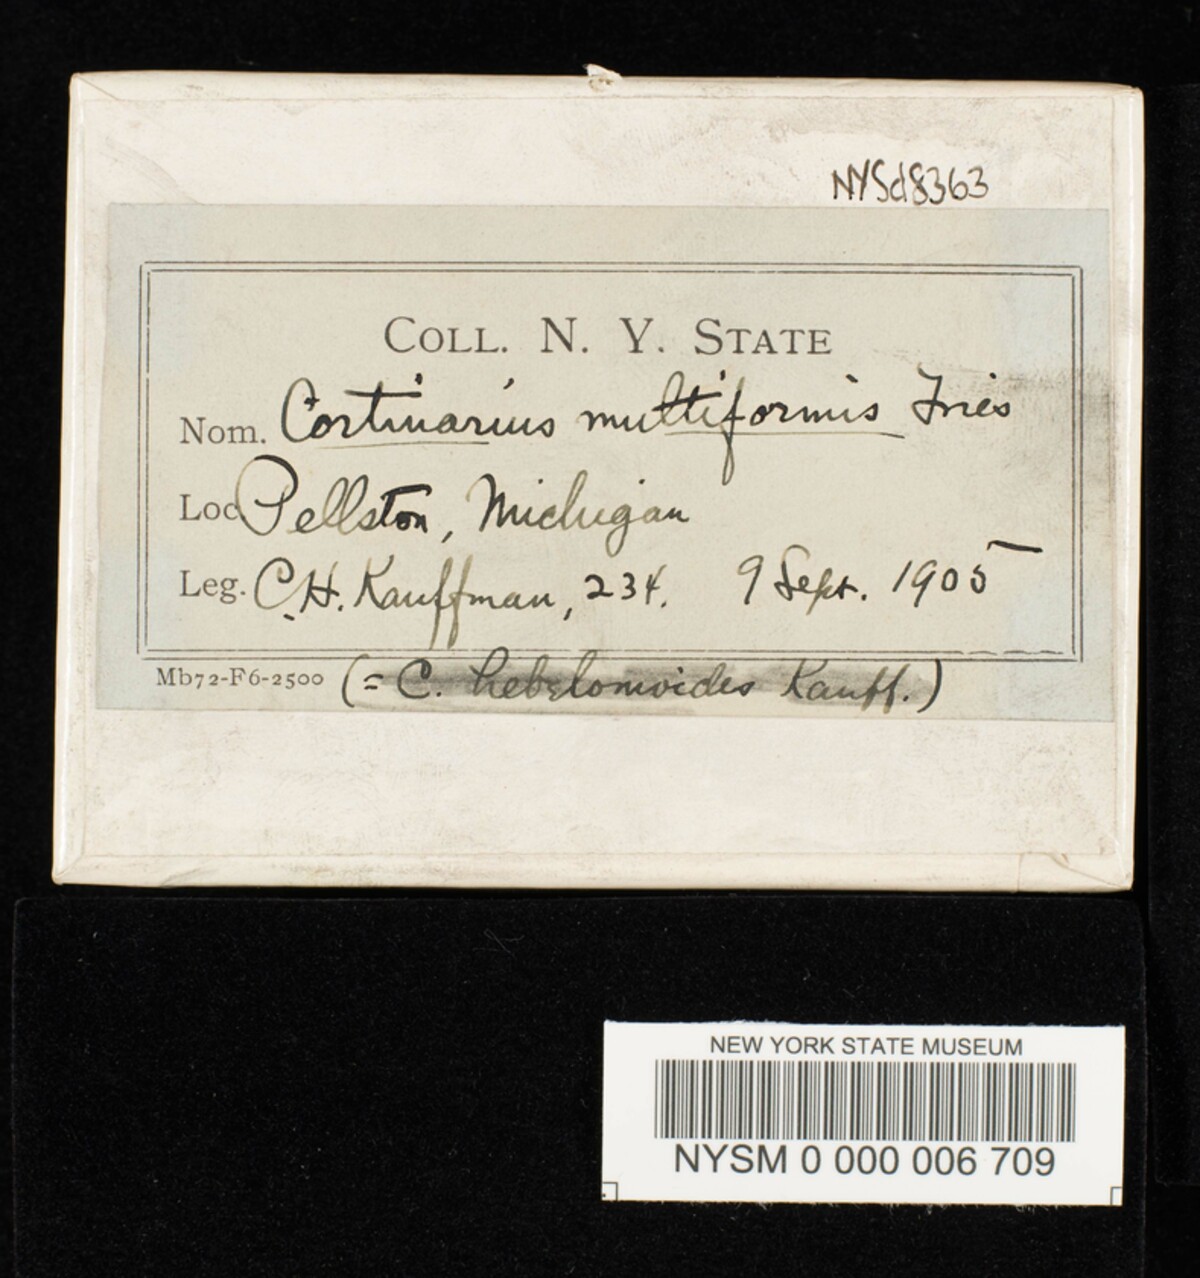 NYSd8363
COLL. N. Y. STATE
Nom. Cortinarius multiformis Fries
Loc Pellston, Michigan
Leg. C.H. Kauffman, 234. 9 Sept. 1905
Mb72-F6-2500 (= C. hebelomoides Kauff.)
NEW YORK STATE MUSEUM
NYSM 0 000 006 709